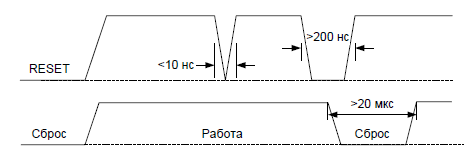 >200 нс
<10 нс
RESET
>20 мкс
Сброс
Работа
Сброс